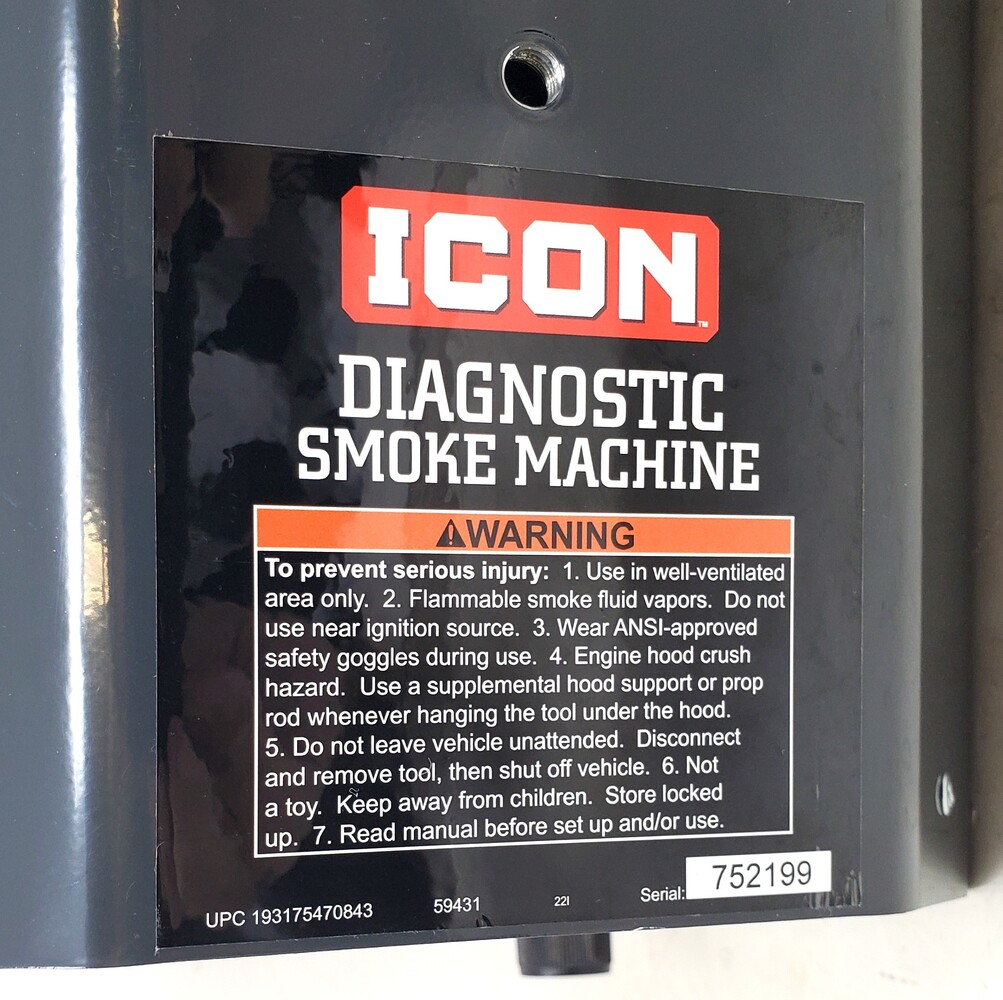 ICON
TM
DIAGNOSTIC
SMOKE MACHINE
⚠WARNING
To prevent serious injury: 1. Use in well-ventilated
area only. 2. Flammable smoke fluid vapors. Do not
use near ignition source. 3. Wear ANSI-approved
safety goggles during use. 4. Engine hood crush
hazard. Use a supplemental hood support or prop
rod whenever hanging the tool under the hood.
5. Do not leave vehicle unattended. Disconnect
and remove tool, then shut off vehicle. 6. Not
a toy. Keep away from children. Store locked
up. 7. Read manual before set up and/or use.
UPC 193175470843 59431 22I Serial: 752199